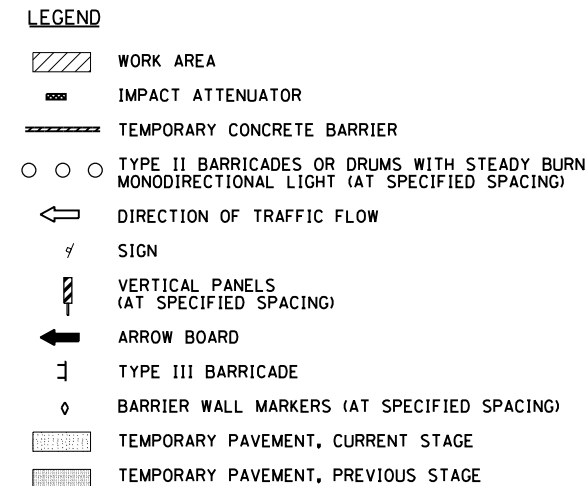 LEGEND
WORK AREA
IMPACT ATTENUATOR
TEMPORARY CONCRETE BARRIER
TYPE II BARRICADES OR DRUMS WITH STEADY BURN
MONODIRECTIONAL LIGHT (AT SPECIFIED SPACING)
DIRECTION OF TRAFFIC FLOW
SIGN
VERTICAL PANELS
(AT SPECIFIED SPACING)
ARROW BOARD
TYPE III BARRICADE
BARRIER WALL MARKERS (AT SPECIFIED SPACING)
TEMPORARY PAVEMENT, CURRENT STAGE
TEMPORARY PAVEMENT, PREVIOUS STAGE